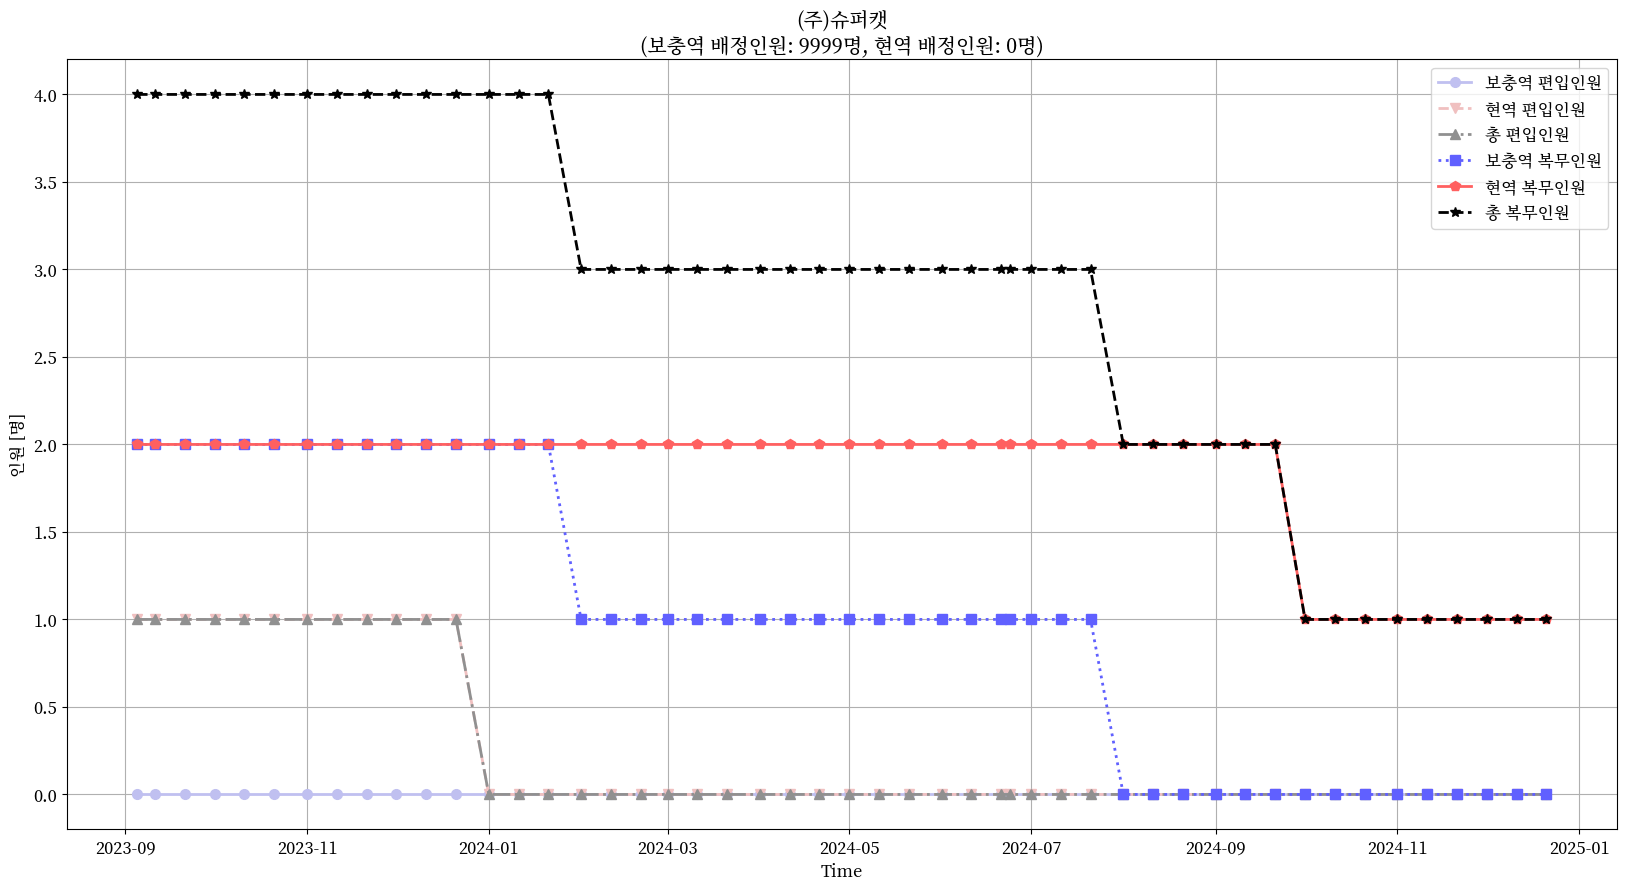 (주)슈퍼캣
(보충역 배정인원: 9999명, 현역 배정인원: 0명)
보충역 편입인원
현역 편입인원
총 편입인원
보충역 복무인원
현역 복무인원
총 복무인원
인원 [명]
4.0
3.5
3.0
2.5
2.0
1.5
1.0
0.5
0.0
2023-09 2023-11 2024-01 2024-03 2024-05 2024-07 2024-09 2024-11 2025-01
Time